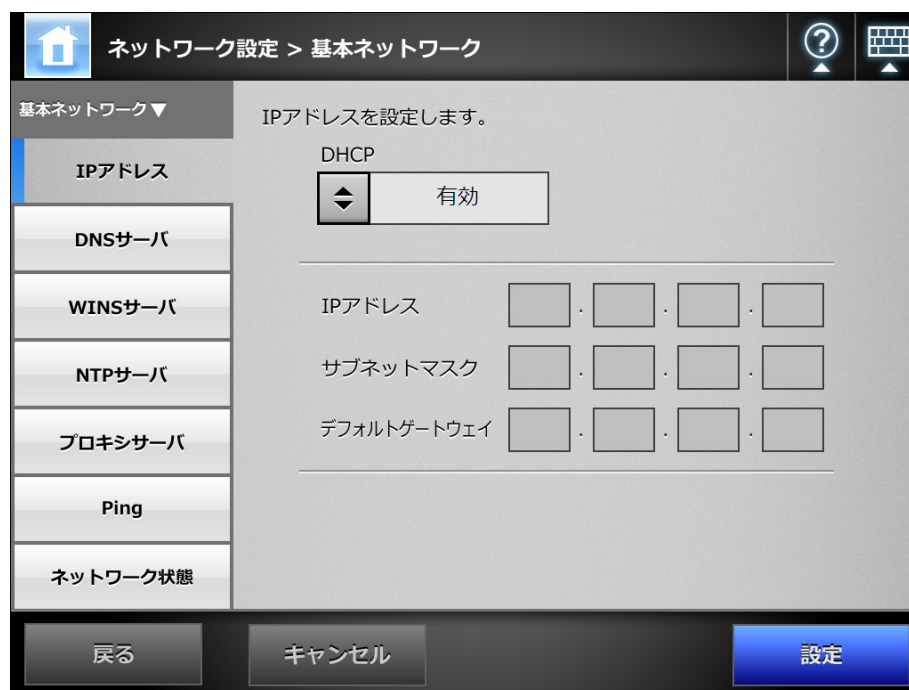 ネットワーク設定 > 基本ネットワーク
基本ネットワーク▼
IPアドレス
DNSサーバ
WINSサーバ
NTPサーバ
プロキシサーバ
Ping
ネットワーク状態
IPアドレスを設定します。
DHCP
有効
IPアドレス . . .
サブネットマスク . . .
デフォルトゲートウェイ . . .
戻る
キャンセル
設定